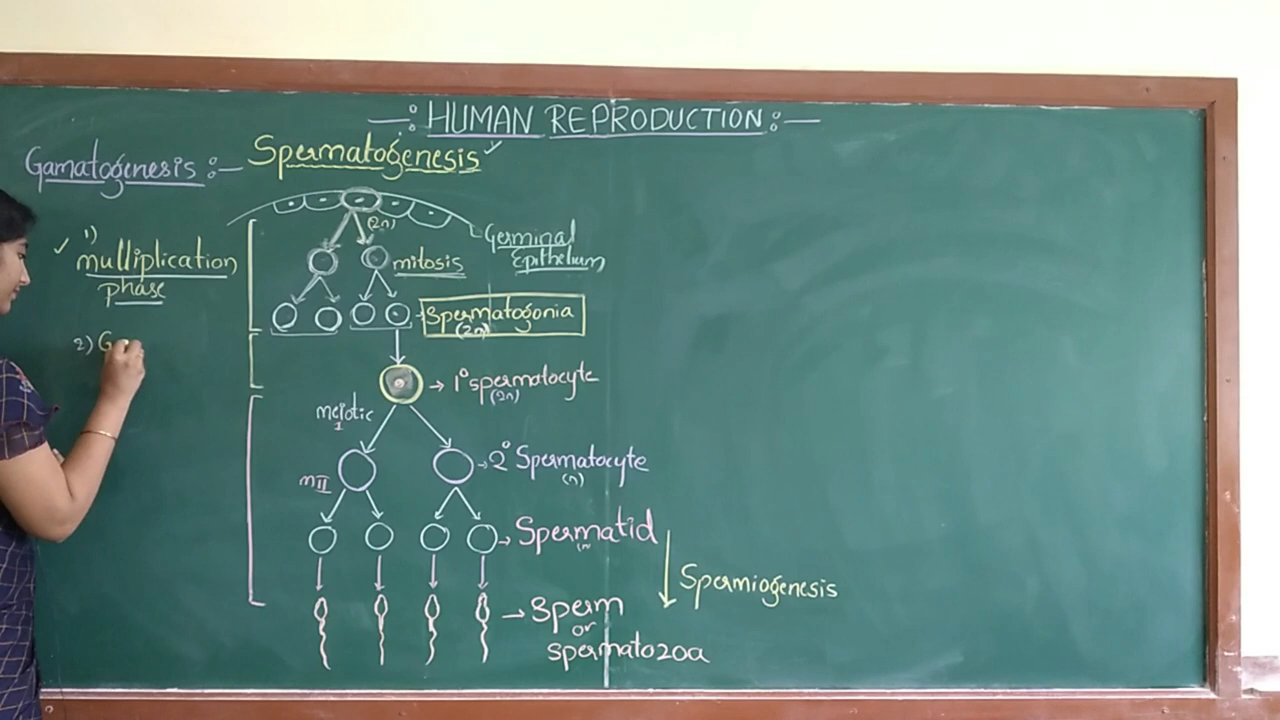 -: HUMAN REPRODUCTION :-
Gamatogenesis :- Spermatogenesis ✓
(2n)
Germinal
Epithelium
✓ 1)
multiplication
phase
mitosis
Spermatogonia
(2n)
2) G
→ 1° spermatocyte
(2n)
meiotic
I
→ 2° Spermatocyte
(n)
mII
→ Spermatid
(n
Spermiogenesis
→ Sperm
or
spermatozoa